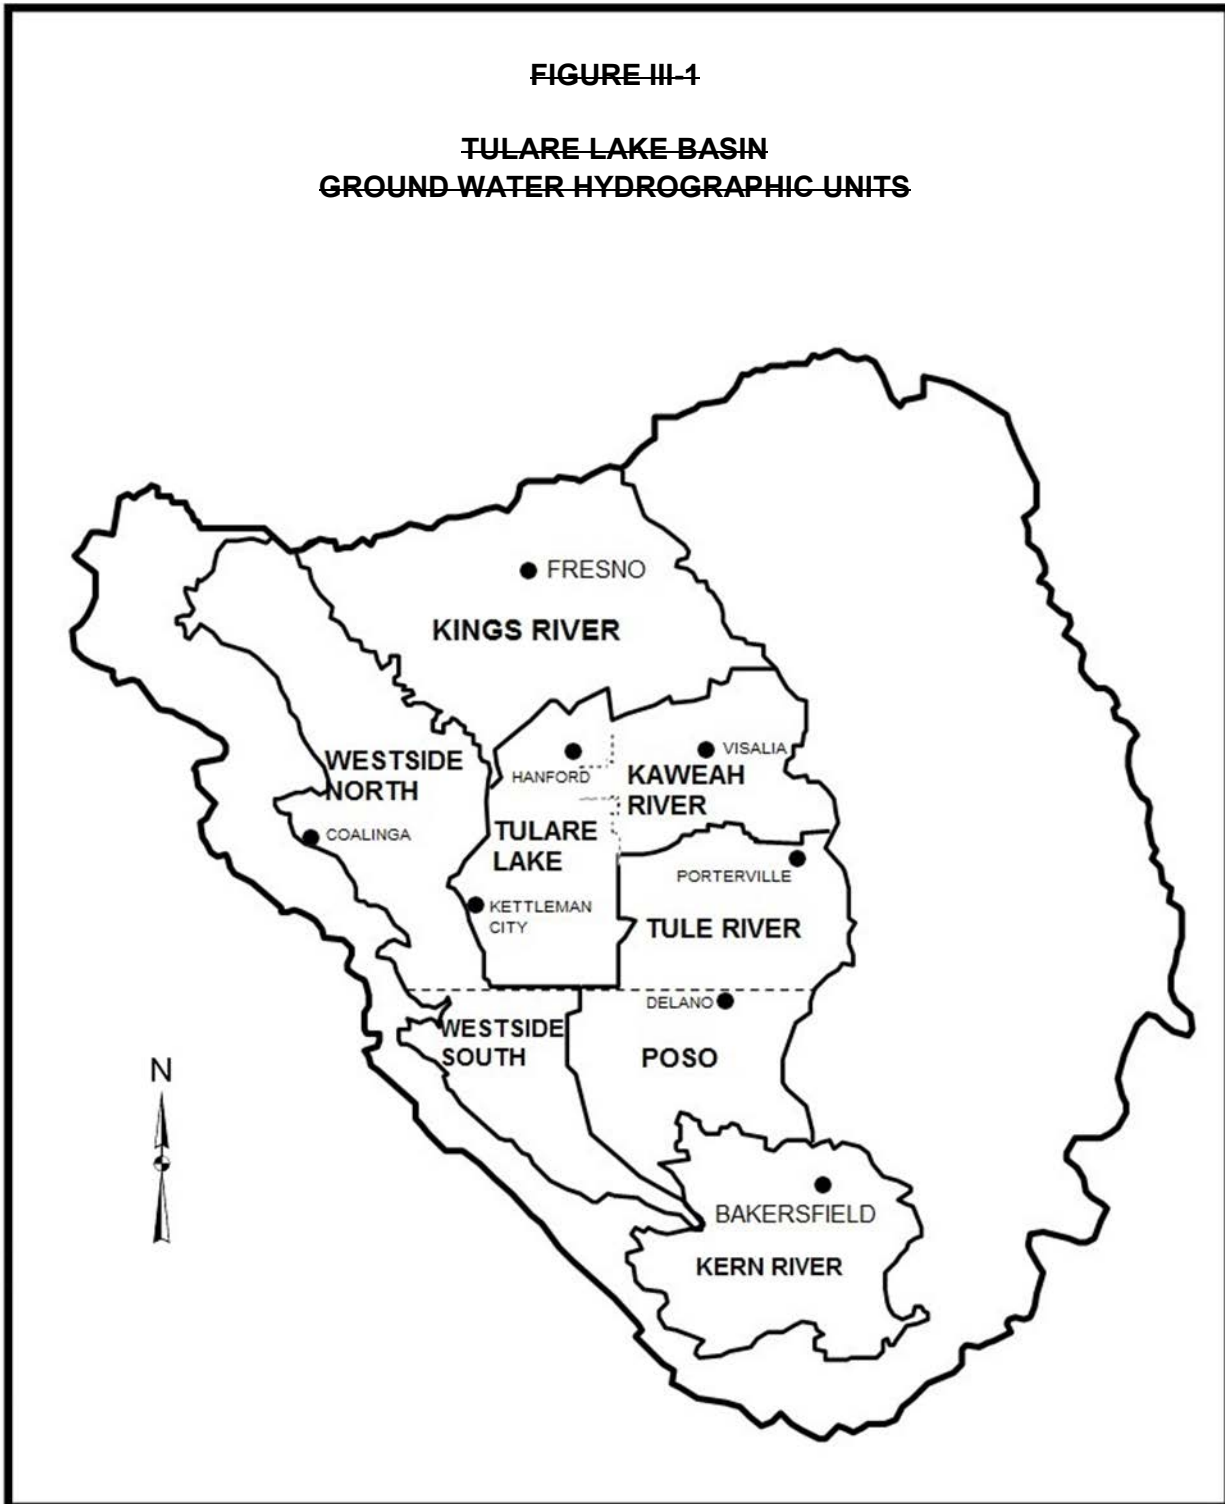 FIGURE III-1
TULARE LAKE BASIN
GROUND WATER HYDROGRAPHIC UNITS
FRESNO
KINGS RIVER
WESTSIDE
NORTH
COALINGA
HANFORD
VISALIA
KAWEAH
RIVER
TULARE
LAKE
KETTLEMAN
CITY
PORTERVILLE
TULE RIVER
DELANO
WESTSIDE
SOUTH
POSO
N
BAKERSFIELD
KERN RIVER